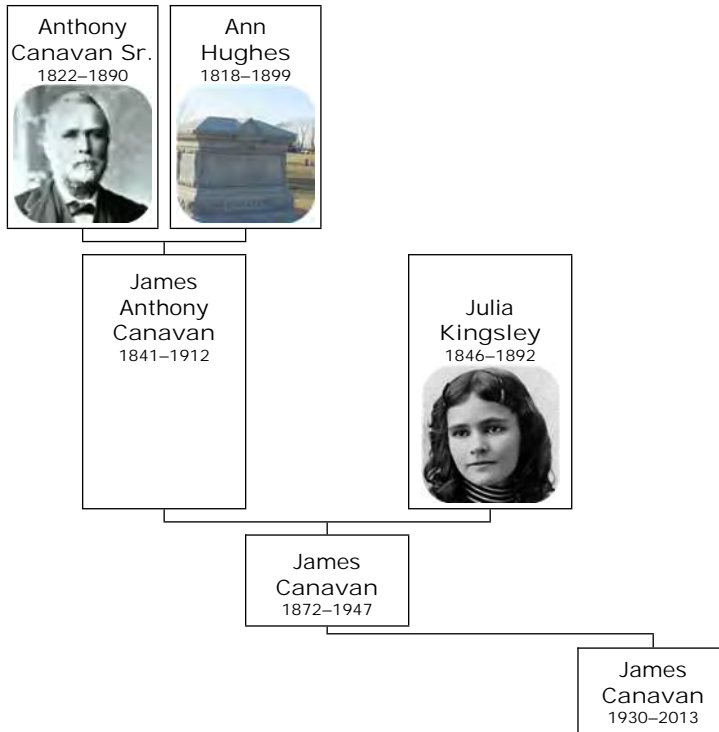 Anthony
Canavan Sr.
1822–1890
Ann
Hughes
1818–1899
James
Anthony
Canavan
1841–1912
Julia
Kingsley
1846–1892
James
Canavan
1872–1947
James
Canavan
1930–2013